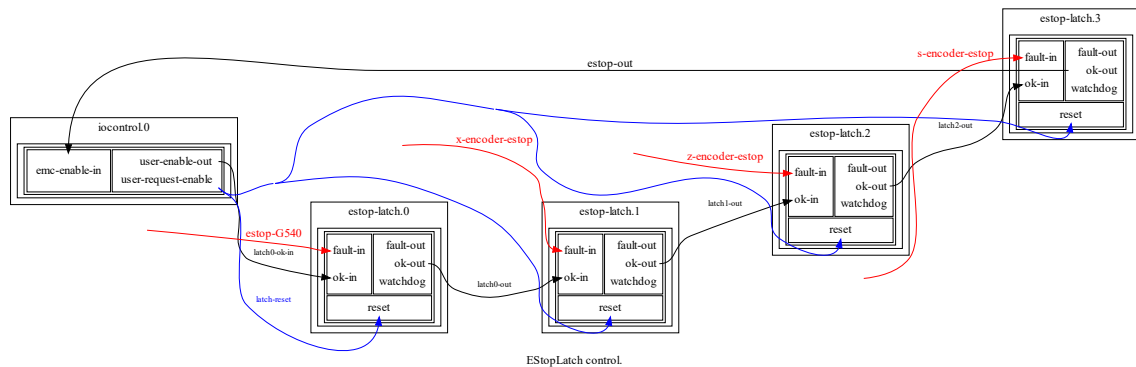 estop-latch.3
s-encoder-estop
fault-in
fault-out
ok-out
ok-in
watchdog
reset
estop-out
latch2-out
iocontrol.0
emc-enable-in
user-enable-out
user-request-enable
x-encoder-estop
z-encoder-estop
estop-latch.2
fault-in
fault-out
ok-out
ok-in
watchdog
reset
latch1-out
estop-G540
latch0-ok-in
latch-reset
estop-latch.0
fault-in
fault-out
ok-out
ok-in
watchdog
reset
latch0-out
estop-latch.1
fault-in
fault-out
ok-out
ok-in
watchdog
reset
EStopLatch control.